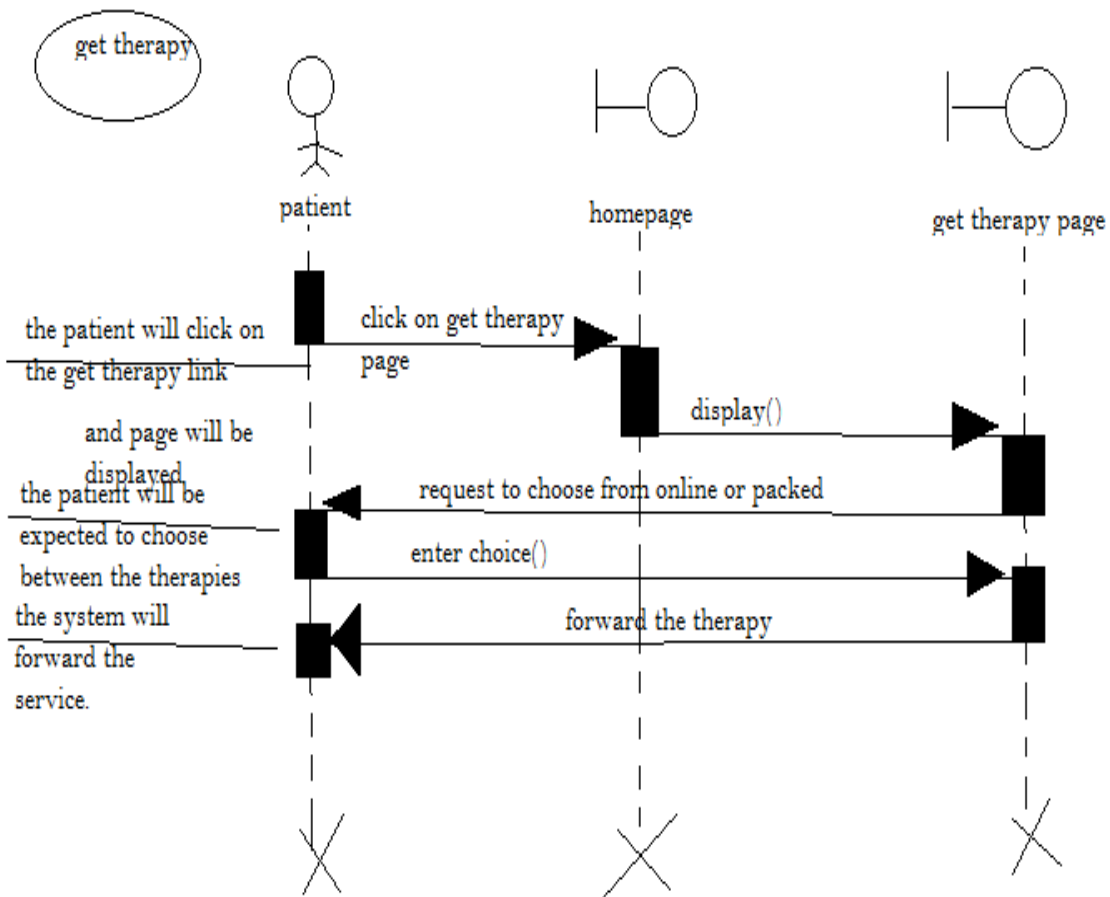 get therapy
patient
homepage
get therapy page
the patient will click on
the get therapy link
click on get therapy
page
display()
and page will be
displayed
request to choose from online or packed
the patient will be
expected to choose
between the therapies
enter choice()
the system will
forward the
service.
forward the therapy